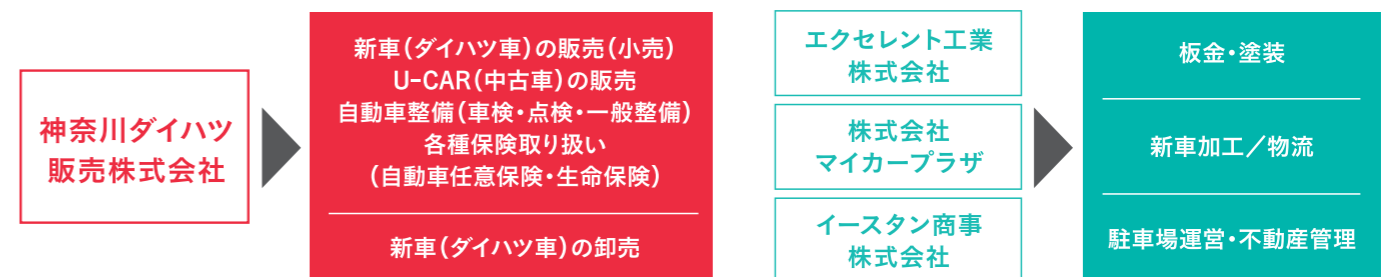 神奈川ダイハツ
販売株式会社
新車(ダイハツ車)の販売(小売)
U-CAR(中古車)の販売
自動車整備(車検・点検・一般整備)
各種保険取り扱い
(自動車任意保険・生命保険)
新車(ダイハツ車)の卸売
エクセレント工業
株式会社
株式会社
マイカープラザ
イースタン商事
株式会社
板金・塗装
新車加工／物流
駐車場運営・不動産管理